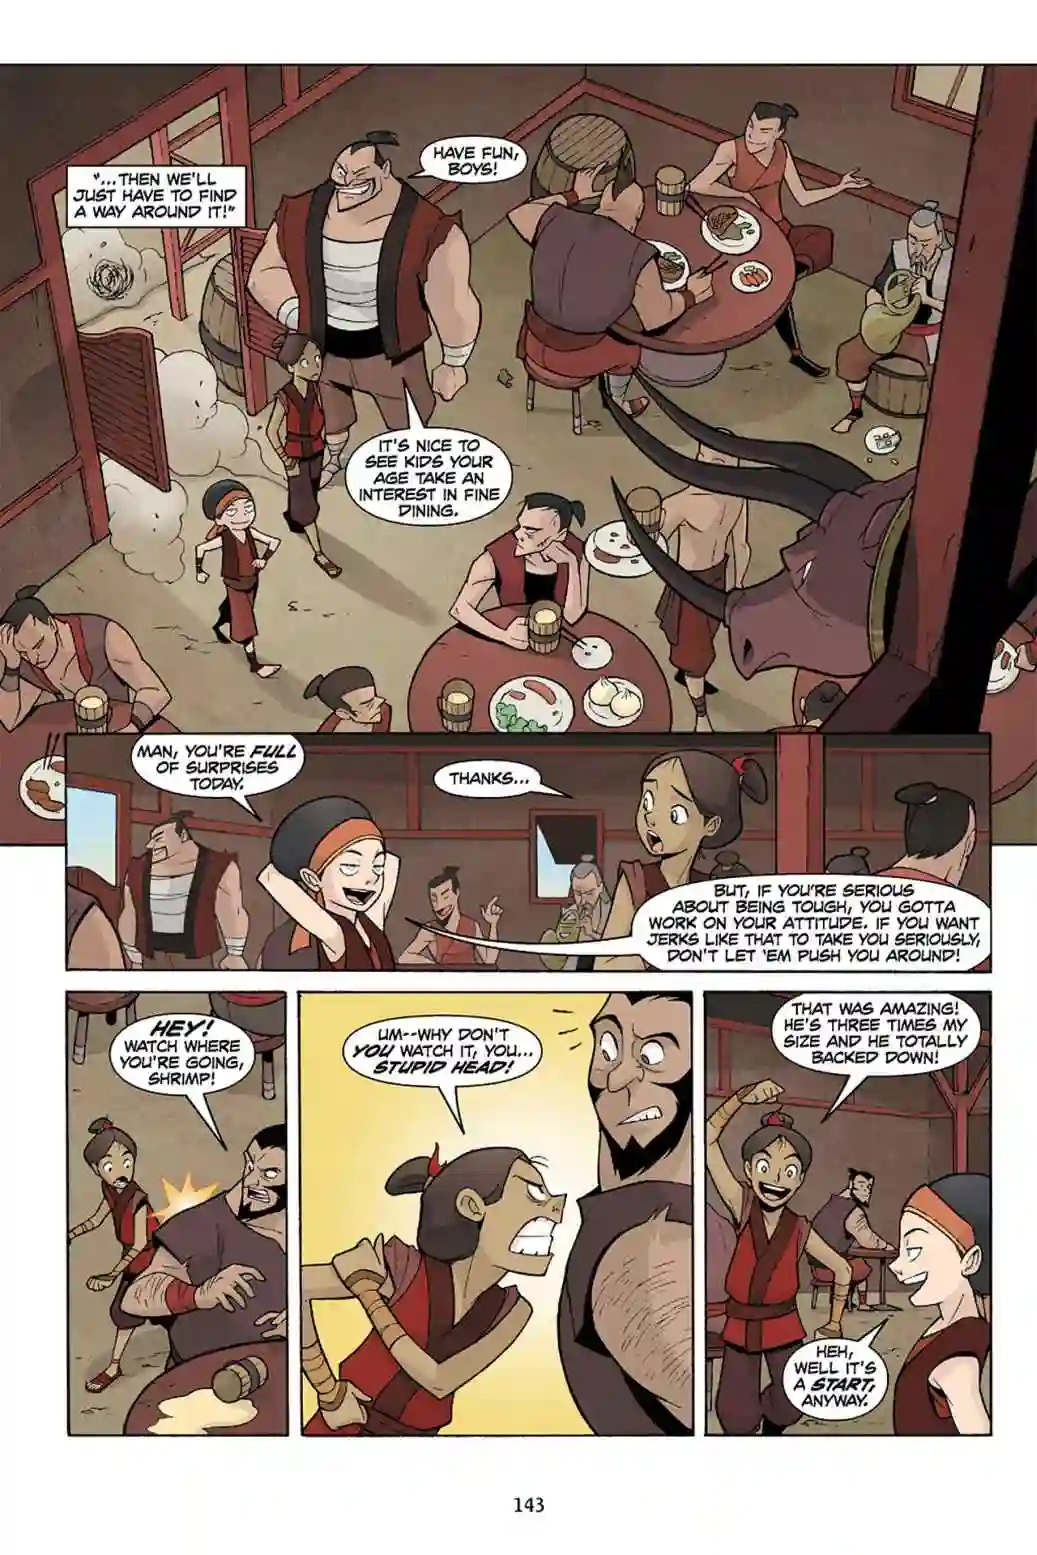 "...THEN WE'LL
JUST HAVE TO FIND
A WAY AROUND IT!"
HAVE FUN,
BOYS!
IT'S NICE TO
SEE KIDS YOUR
AGE TAKE AN
INTEREST IN FINE
DINING.
MAN, YOU'RE FULL
OF SURPRISES
TODAY.
THANKS...
BUT, IF YOU'RE SERIOUS
ABOUT BEING TOUGH, YOU GOTTA
WORK ON YOUR ATTITUDE. IF YOU WANT
JERKS LIKE THAT TO TAKE YOU SERIOUSLY,
DON'T LET 'EM PUSH YOU AROUND!
HEY!
WATCH WHERE
YOU'RE GOING,
SHRIMP!
UM--WHY DON'T
YOU WATCH IT, YOU...
STUPID HEAD!
THAT WAS AMAZING!
HE'S THREE TIMES MY
SIZE AND HE TOTALLY
BACKED DOWN!
HEH,
WELL IT'S
A START,
ANYWAY.
143